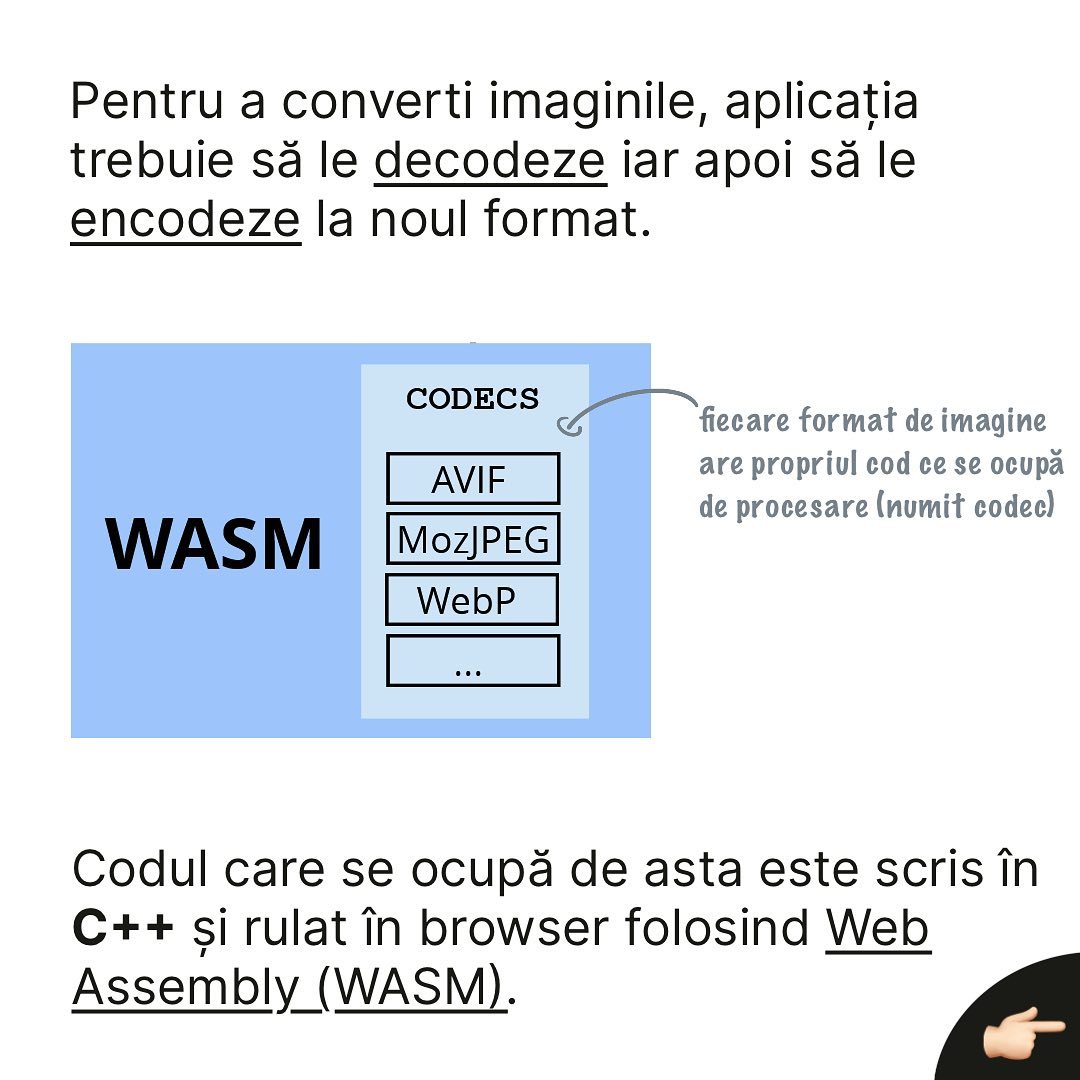 Pentru a converti imaginile, aplicația
trebuie să le decodeze iar apoi să le
encodeze la noul format.
CODECS
AVIF
MozJPEG
WebP
...
WASM
fiecare format de imagine
are propriul cod ce se ocupă
de procesare (numit codec)
Codul care se ocupă de asta este scris în
C++ și rulat în browser folosind Web
Assembly (WASM).